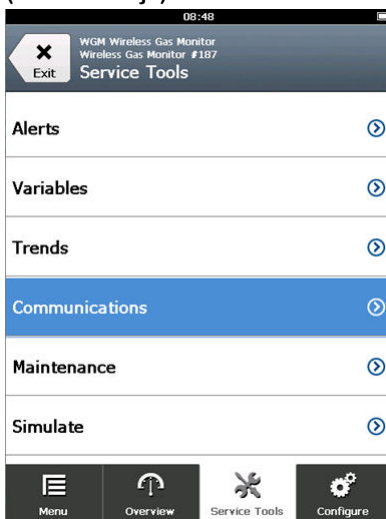 08:48
WGM Wireless Gas Monitor
Wireless Gas Monitor #187
Exit
Service Tools
Alerts
Variables
Trends
Communications
Maintenance
Simulate
Menu
Overview
Service Tools
Configure